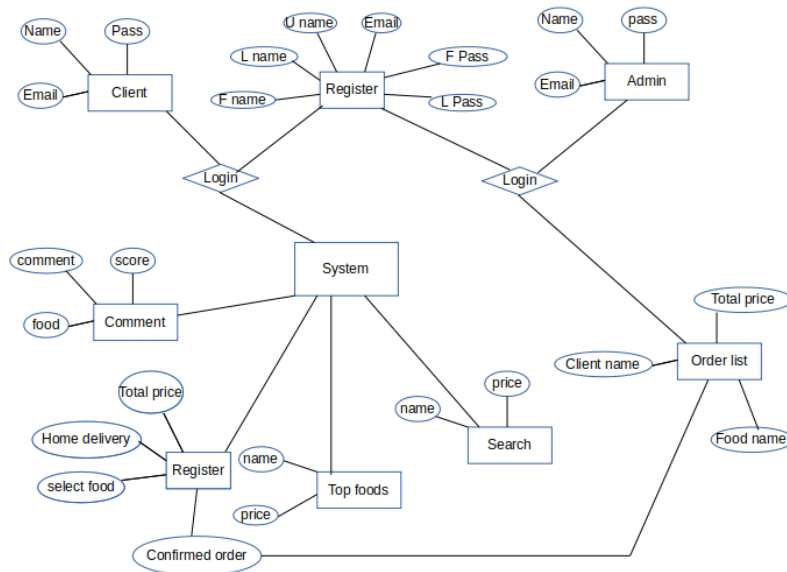 U name
Name
Pass
Email
Name
pass
L name
F Pass
Email
Client
F name
Register
L Pass
Email
Admin
Login
Login
comment
score
System
food
Comment
Total price
Client name
Order list
Total price
price
name
Home delivery
Food name
Register
name
Search
select food
Top foods
price
Confirmed order